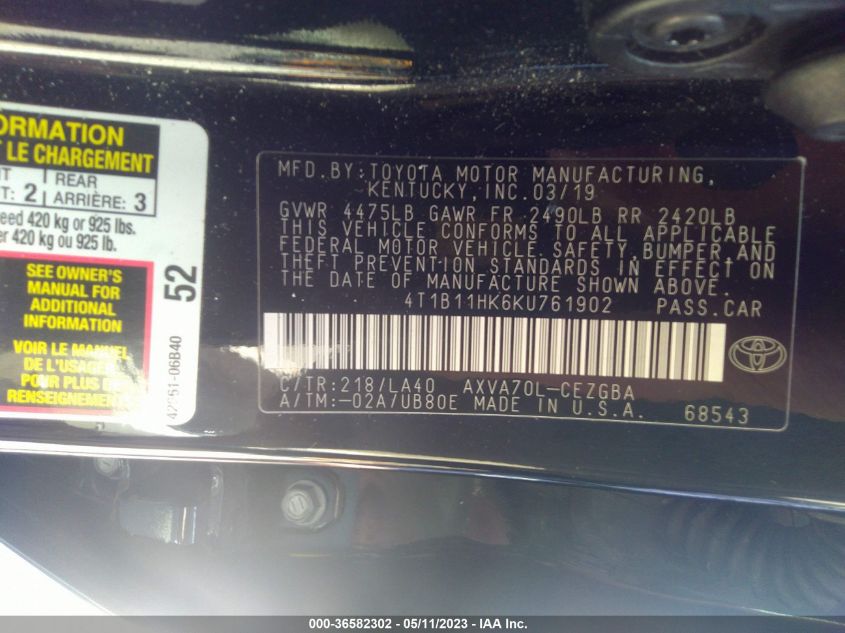 ORMATION
T LE CHARGEMENT
NT REAR
NT: 2 ARRIÈRE: 3
eed 420 kg or 925 lbs.
er 420 kg ou 925 lb.
SEE OWNER'S
MANUAL FOR
ADDITIONAL
INFORMATION
VOIR LE MANUEL
DE L'USAGER
POUR PLUS DE
RENSEIGNEMENTS
52
42661-06B40
MFD.BY:TOYOTA MOTOR MANUFACTURING,
KENTUCKY,INC.03/19
GVWR 4475LB GAWR FR 2490LB RR 2420LB
THIS VEHICLE CONFORMS TO ALL APPLICABLE
FEDERAL MOTOR VEHICLE SAFETY,BUMPER,AND
THEFT PREVENTION STANDARDS IN EFFECT ON
THE DATE OF MANUFACTURE SHOWN ABOVE.
4T1B11HK6KU761902 PASS.CAR
C/TR:218/LA40 AXVA70L-CEZGBA
A/TM:-02A/UB80E MADE IN U.S.A. 68543
000-36582302 - 05/11/2023 - IAA Inc.